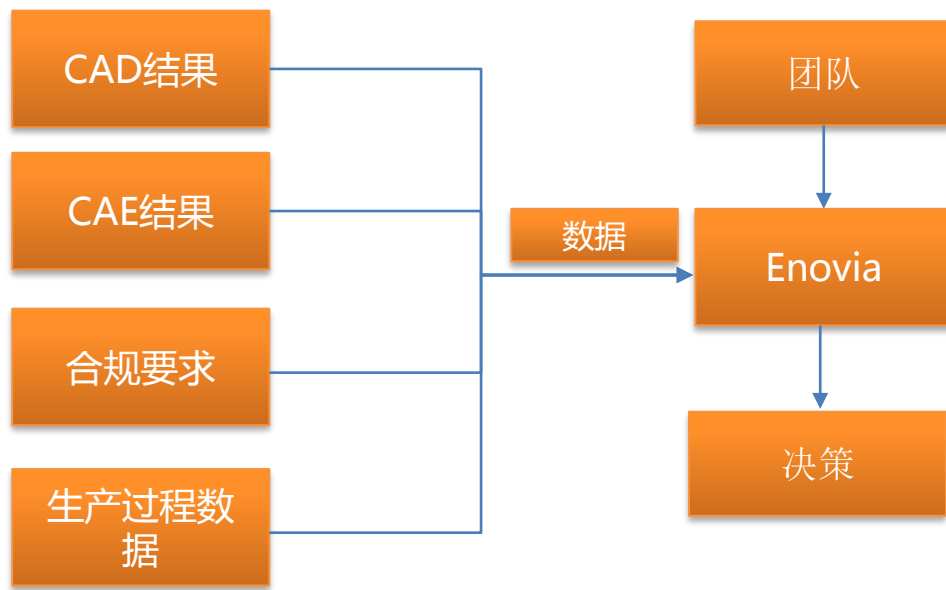 CAD结果
CAE结果
合规要求
生产过程数
据
数据
团队
Enovia
决策